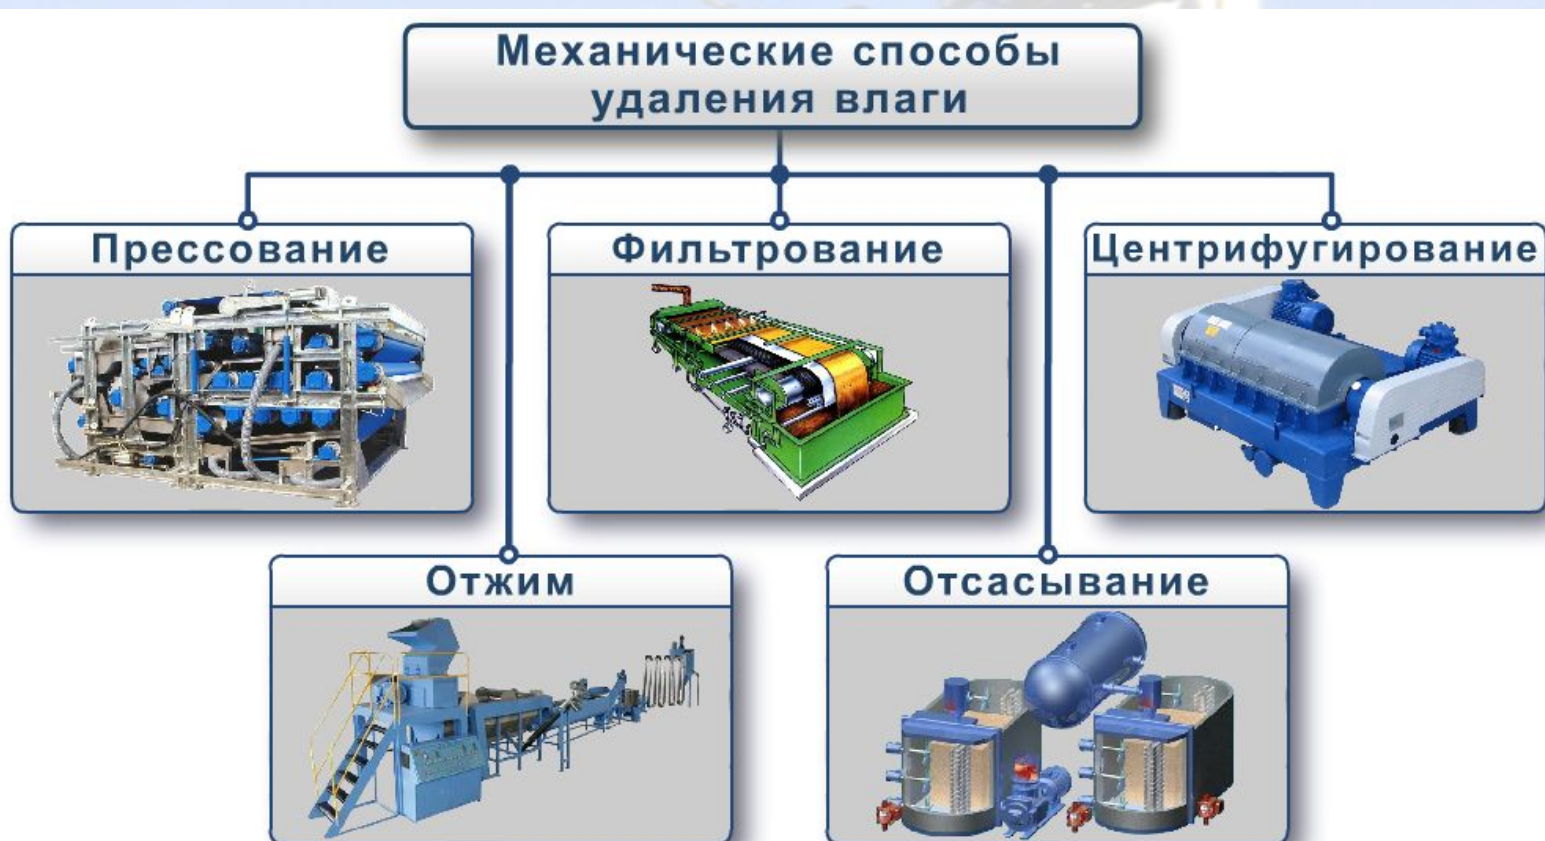 Механические способы
удаления влаги
Прессование
Фильтрование
Центрифугирование
Отжим
Отсасывание